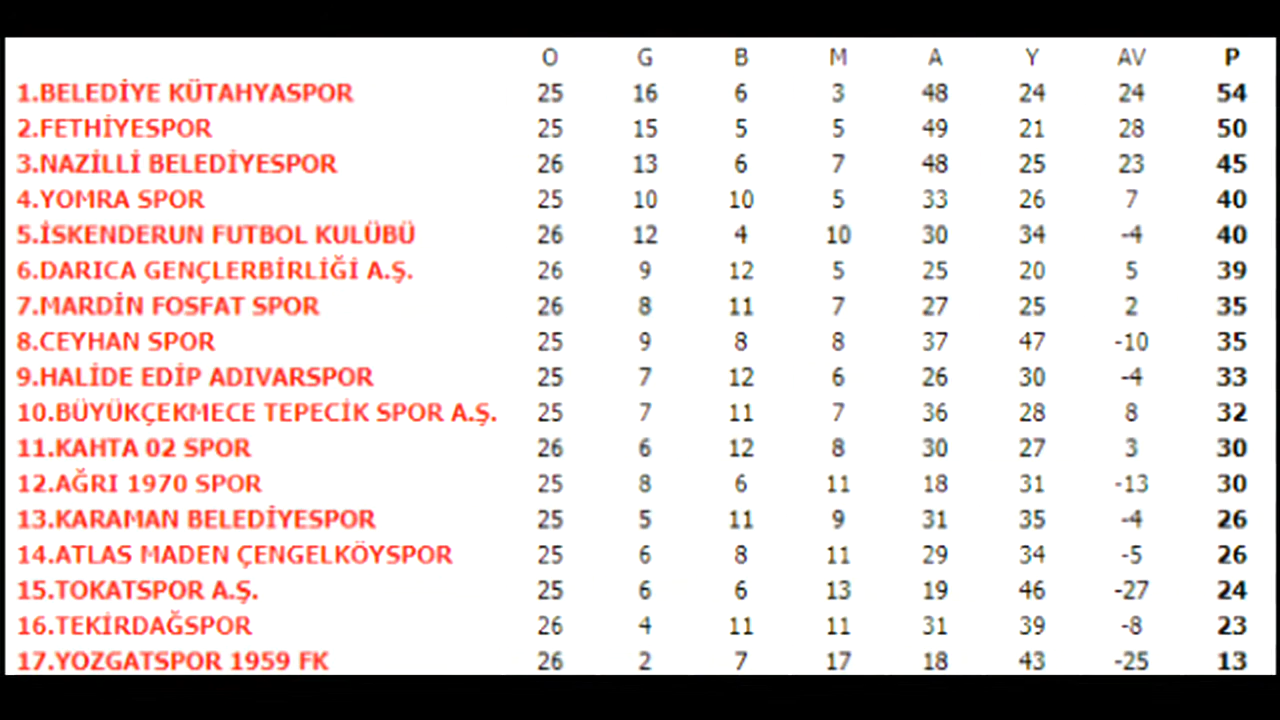 O G B M A Y AV P
1.BELEDİYE KÜTAHYASPOR 25 16 6 3 48 24 24 54
2.FETHİYESPOR 25 15 5 5 49 21 28 50
3.NAZİLLİ BELEDİYESPOR 26 13 6 7 48 25 23 45
4.YOMRA SPOR 25 10 10 5 33 26 7 40
5.İSKENDERUN FUTBOL KULÜBÜ 26 12 4 10 30 34 -4 40
6.DARICA GENÇLERBİRLİĞİ A.Ş. 26 9 12 5 25 20 5 39
7.MARDİN FOSFAT SPOR 26 8 11 7 27 25 2 35
8.CEYHAN SPOR 25 9 8 8 37 47 -10 35
9.HALİDE EDİP ADIVARSPOR 25 7 12 6 26 30 -4 33
10.BÜYÜKÇEKMECE TEPECİK SPOR A.Ş. 25 7 11 7 36 28 8 32
11.KAHTA 02 SPOR 26 6 12 8 30 27 3 30
12.AĞRI 1970 SPOR 25 8 6 11 18 31 -13 30
13.KARAMAN BELEDİYESPOR 25 5 11 9 31 35 -4 26
14.ATLAS MADEN ÇENGELKÖYSPOR 25 6 8 11 29 34 -5 26
15.TOKATSPOR A.Ş. 25 6 6 13 19 46 -27 24
16.TEKİRDAĞSPOR 26 4 11 11 31 39 -8 23
17.YOZGATSPOR 1959 FK 26 2 7 17 18 43 -25 13